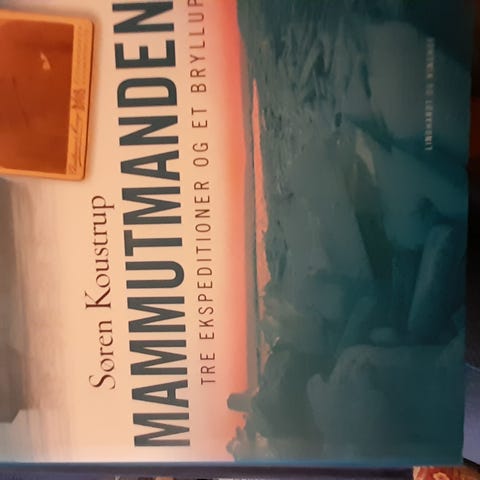 Søren Koustrup
MAMMUTMANDEN
TRE EKSPEDITIONER OG ET BRYLLUP
LINDHARDT OG RINGHOF